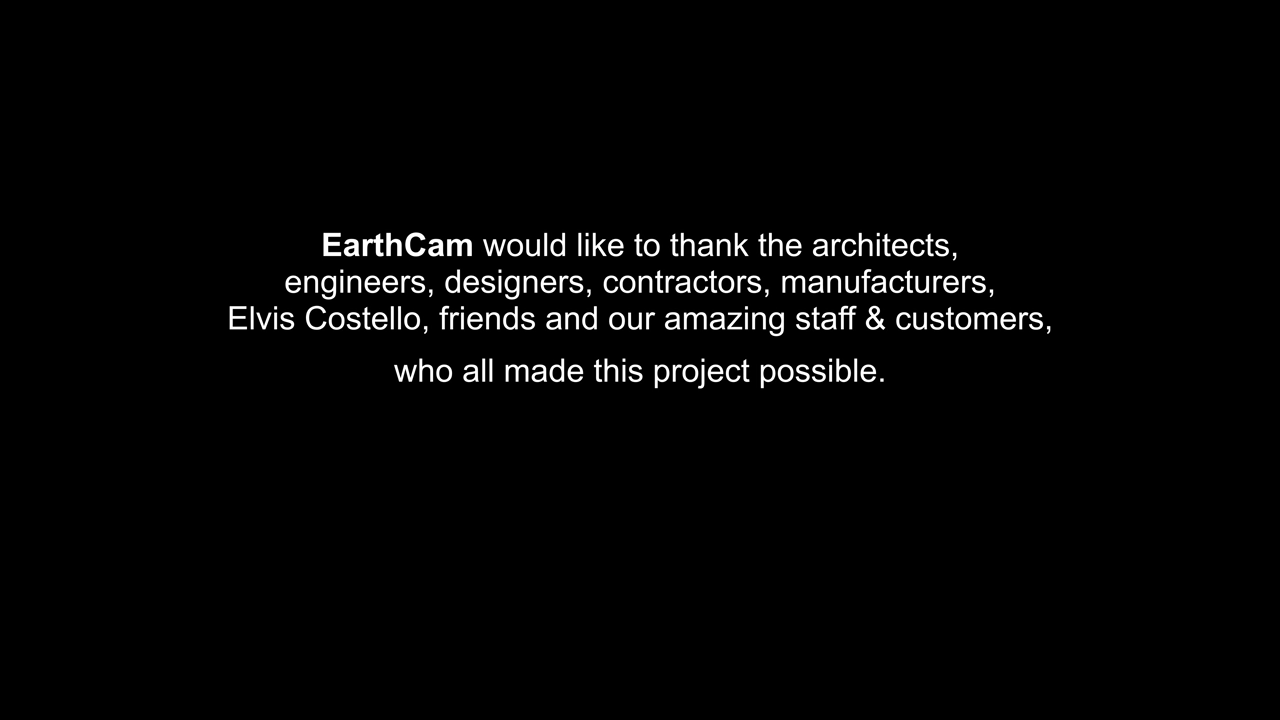 EarthCam would like to thank the architects,
engineers, designers, contractors, manufacturers,
Elvis Costello, friends and our amazing staff & customers,
who all made this project possible.